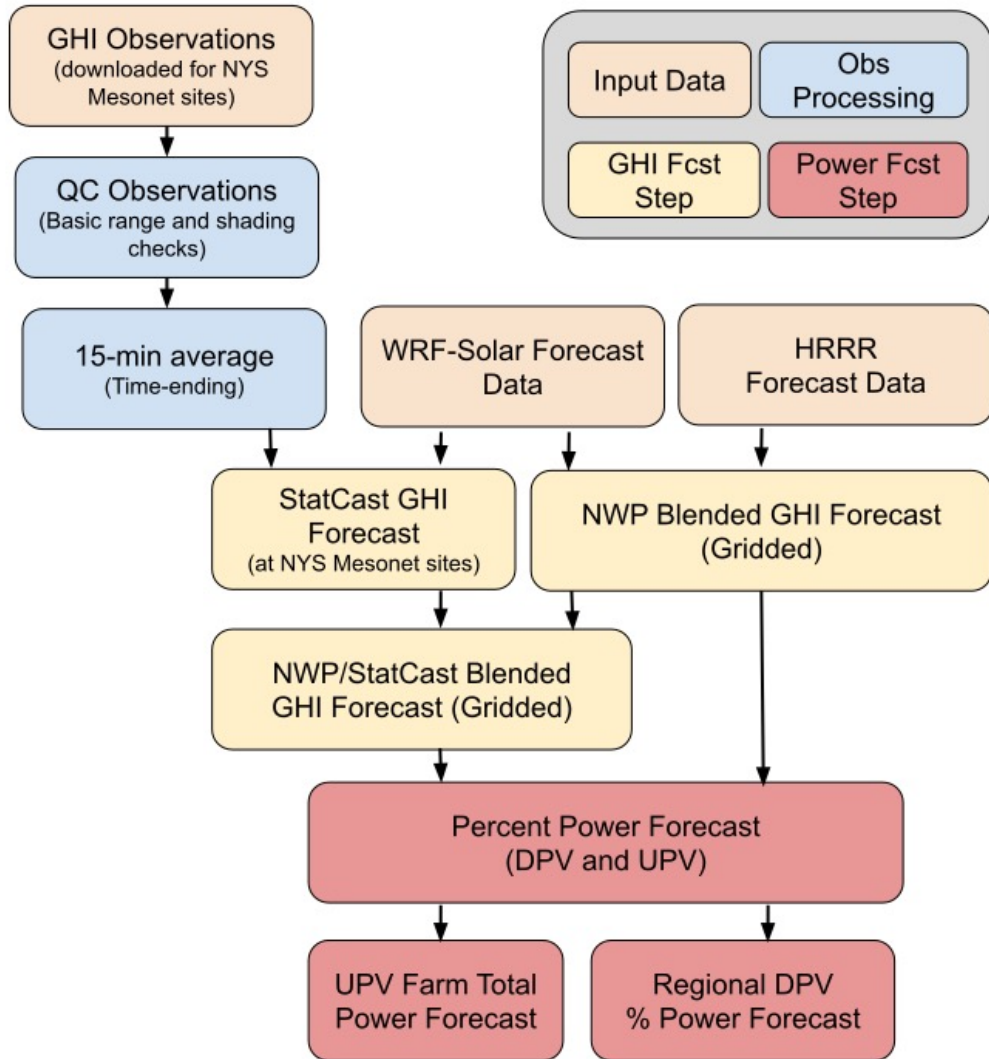 GHI Observations
(downloaded for NYS
Mesonet sites)
Input Data
Obs
Processing
GHI Fcst
Step
Power Fcst
Step
QC Observations
(Basic range and shading
checks)
15-min average
(Time-ending)
WRF-Solar Forecast
Data
HRRR
Forecast Data
StatCast GHI
Forecast
(at NYS Mesonet sites)
NWP Blended GHI Forecast
(Gridded)
NWP/StatCast Blended
GHI Forecast (Gridded)
Percent Power Forecast
(DPV and UPV)
UPV Farm Total
Power Forecast
Regional DPV
% Power Forecast